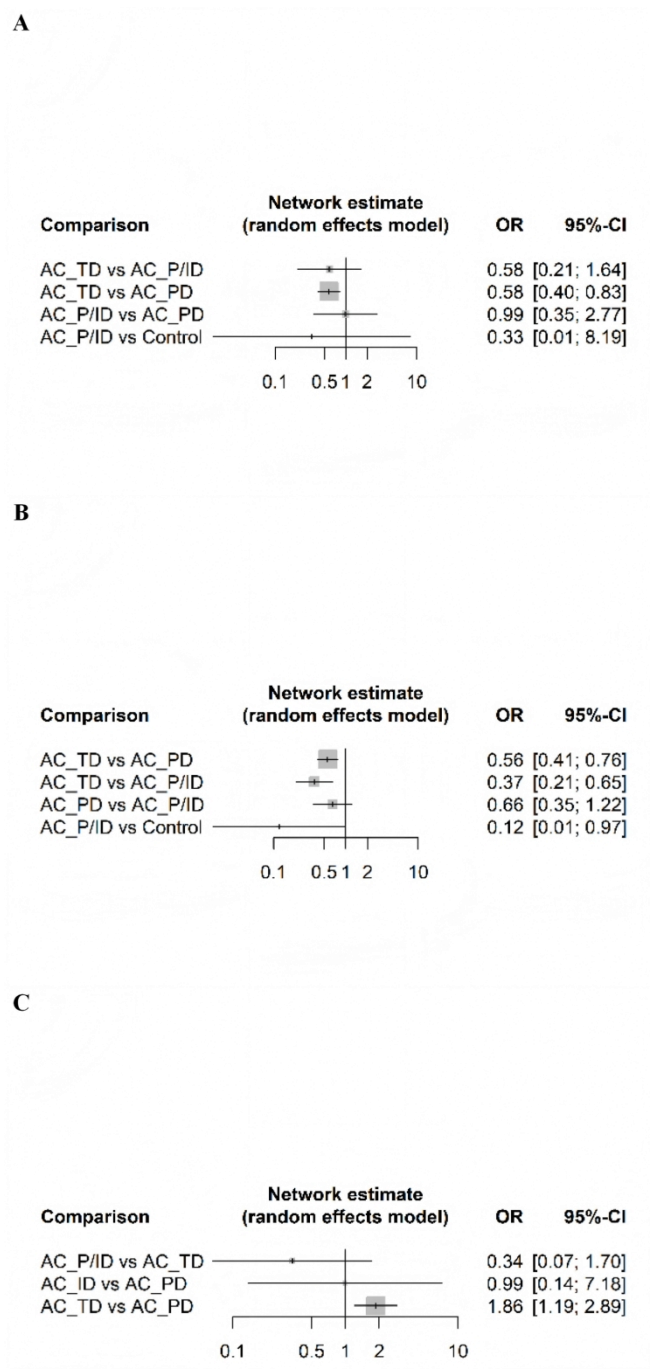 A
Network estimate
Comparison (random effects model) OR 95%-CI
AC_TD vs AC_P/ID 0.58 [0.21; 1.64]
AC_TD vs AC_PD 0.58 [0.40; 0.83]
AC_P/ID vs AC_PD 0.99 [0.35; 2.77]
AC_P/ID vs Control 0.33 [0.01; 8.19]
0.1 0.5 1 2 10
B
Network estimate
Comparison (random effects model) OR 95%-CI
AC_TD vs AC_PD 0.56 [0.41; 0.76]
AC_TD vs AC_P/ID 0.37 [0.21; 0.65]
AC_PD vs AC_P/ID 0.66 [0.35; 1.22]
AC_P/ID vs Control 0.12 [0.01; 0.97]
0.1 0.5 1 2 10
C
Network estimate
Comparison (random effects model) OR 95%-CI
AC_P/ID vs AC_TD 0.34 [0.07; 1.70]
AC_ID vs AC_PD 0.99 [0.14; 7.18]
AC_TD vs AC_PD 1.86 [1.19; 2.89]
0.1 0.5 1 2 10